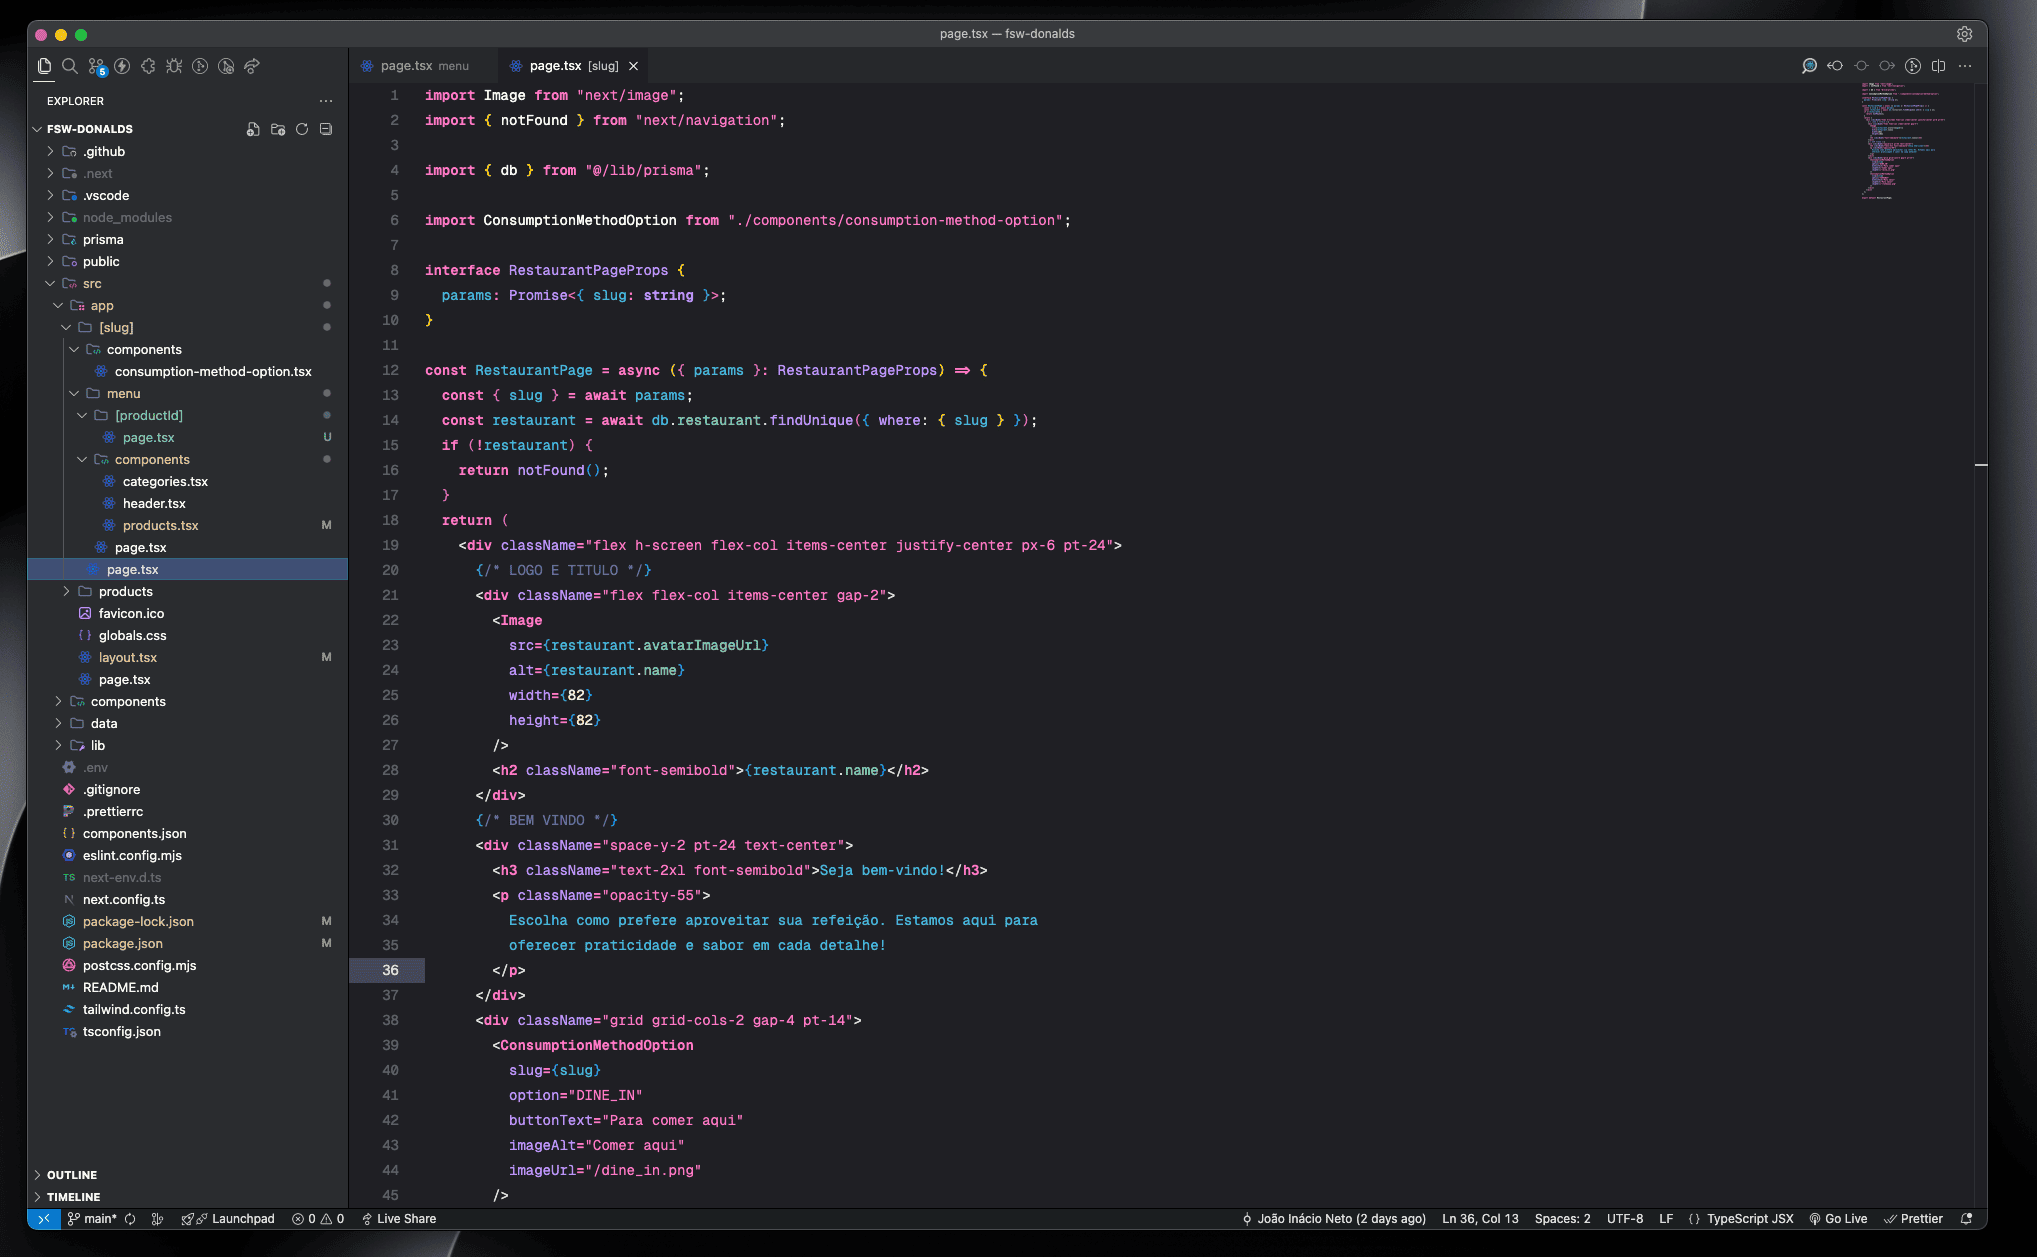 page.tsx — fsw-donalds
5
page.tsx menu
page.tsx [slug]
EXPLORER
FSW-DONALDS
.github
.next
.vscode
node_modules
prisma
public
src
app
[slug]
components
consumption-method-option.tsx
menu
[productId]
page.tsx U
components
categories.tsx
header.tsx
products.tsx M
page.tsx
page.tsx
products
favicon.ico
globals.css
layout.tsx M
page.tsx
components
data
lib
.env
.gitignore
.prettierrc
components.json
eslint.config.mjs
next-env.d.ts
next.config.ts
package-lock.json M
package.json M
postcss.config.mjs
README.md
tailwind.config.ts
tsconfig.json
OUTLINE
TIMELINE
1 import Image from "next/image";
2 import { notFound } from "next/navigation";
3
4 import { db } from "@/lib/prisma";
5
6 import ConsumptionMethodOption from "./components/consumption-method-option";
7
8 interface RestaurantPageProps {
9 params: Promise<{ slug: string }>;
10 }
11
12 const RestaurantPage = async ({ params }: RestaurantPageProps) => {
13 const { slug } = await params;
14 const restaurant = await db.restaurant.findUnique({ where: { slug } });
15 if (!restaurant) {
16 return notFound();
17 }
18 return (
19 <div className="flex h-screen flex-col items-center justify-center px-6 pt-24">
20 {/* LOGO E TITULO */}
21 <div className="flex flex-col items-center gap-2">
22 <Image
23 src={restaurant.avatarImageUrl}
24 alt={restaurant.name}
25 width={82}
26 height={82}
27 />
28 <h2 className="font-semibold">{restaurant.name}</h2>
29 </div>
30 {/* BEM VINDO */}
31 <div className="space-y-2 pt-24 text-center">
32 <h3 className="text-2xl font-semibold">Seja bem-vindo!</h3>
33 <p className="opacity-55">
34 Escolha como prefere aproveitar sua refeição. Estamos aqui para
35 oferecer praticidade e sabor em cada detalhe!
36 </p>
37 </div>
38 <div className="grid grid-cols-2 gap-4 pt-14">
39 <ConsumptionMethodOption
40 slug={slug}
41 option="DINE_IN"
42 buttonText="Para comer aqui"
43 imageAlt="Comer aqui"
44 imageUrl="/dine_in.png"
45 />
main* Launchpad 0 0 Live Share
João Inácio Neto (2 days ago) Ln 36, Col 13 Spaces: 2 UTF-8 LF {} TypeScript JSX Go Live Prettier